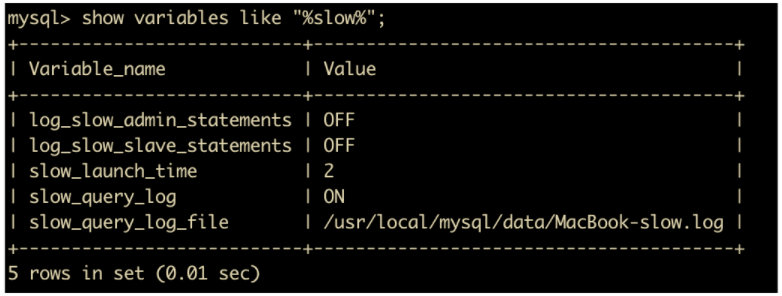 mysql> show variables like "%slow%";
+---------------------------+----------------------------------------+
| Variable_name             | Value                                  |
+---------------------------+----------------------------------------+
| log_slow_admin_statements | OFF                                    |
| log_slow_slave_statements | OFF                                    |
| slow_launch_time          | 2                                      |
| slow_query_log            | ON                                     |
| slow_query_log_file       | /usr/local/mysql/data/MacBook-slow.log |
+---------------------------+----------------------------------------+
5 rows in set (0.01 sec)